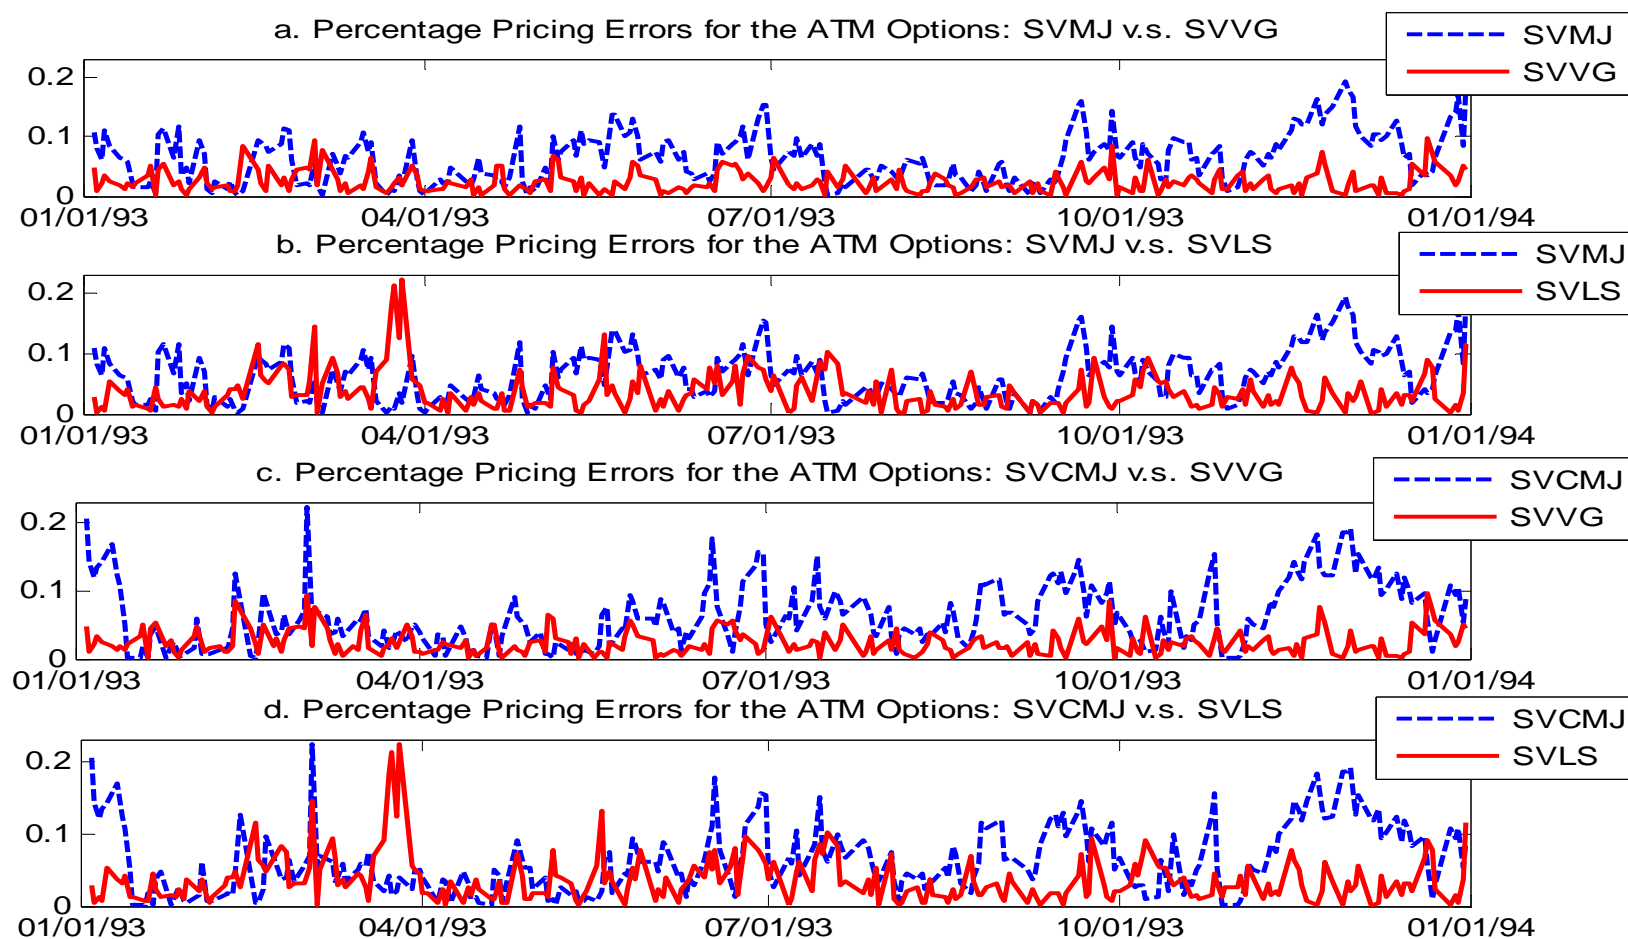 a. Percentage Pricing Errors for the ATM Options: SVMJ v.s. SVVG
SVMJ
SVVG
0.2
0.1
0
01/01/93 04/01/93 07/01/93 10/01/93 01/01/94
b. Percentage Pricing Errors for the ATM Options: SVMJ v.s. SVLS
SVMJ
SVLS
0.2
0.1
0
01/01/93 04/01/93 07/01/93 10/01/93 01/01/94
c. Percentage Pricing Errors for the ATM Options: SVCMJ v.s. SVVG
SVCMJ
SVVG
0.2
0.1
0
01/01/93 04/01/93 07/01/93 10/01/93 01/01/94
d. Percentage Pricing Errors for the ATM Options: SVCMJ v.s. SVLS
SVCMJ
SVLS
0.2
0.1
0
01/01/93 04/01/93 07/01/93 10/01/93 01/01/94